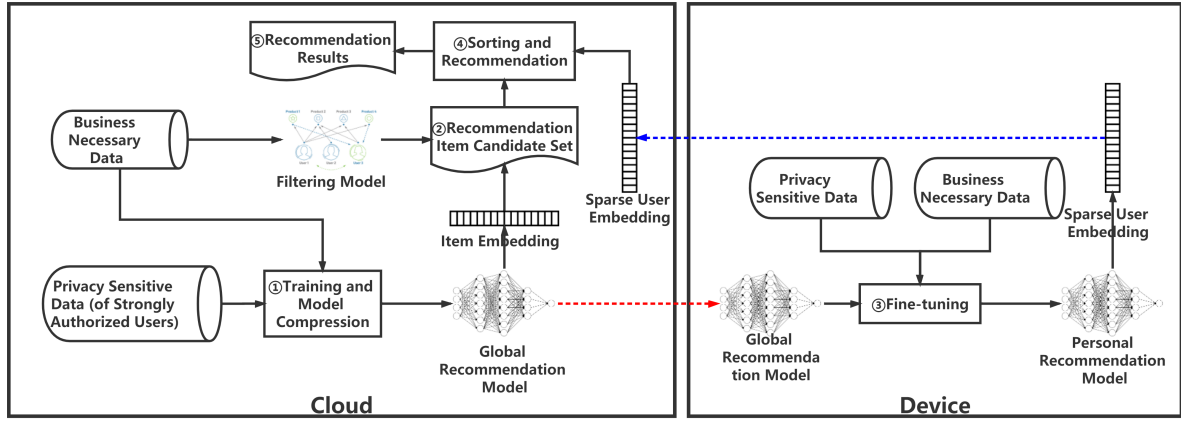 ⑤Recommendation
Results
④Sorting and
Recommendation
Business
Necessary
Data
Filtering Model
②Recommendation
Item Candidate Set
Sparse User
Embedding
Item Embedding
Privacy Sensitive
Data (of Strongly
Authorized Users)
①Training and
Model
Compression
Global
Recommendation
Model
Cloud
Privacy
Sensitive Data
Business
Necessary Data
Sparse User
Embedding
Global
Recommenda
tion Model
③Fine-tuning
Personal
Recommendation
Model
Device